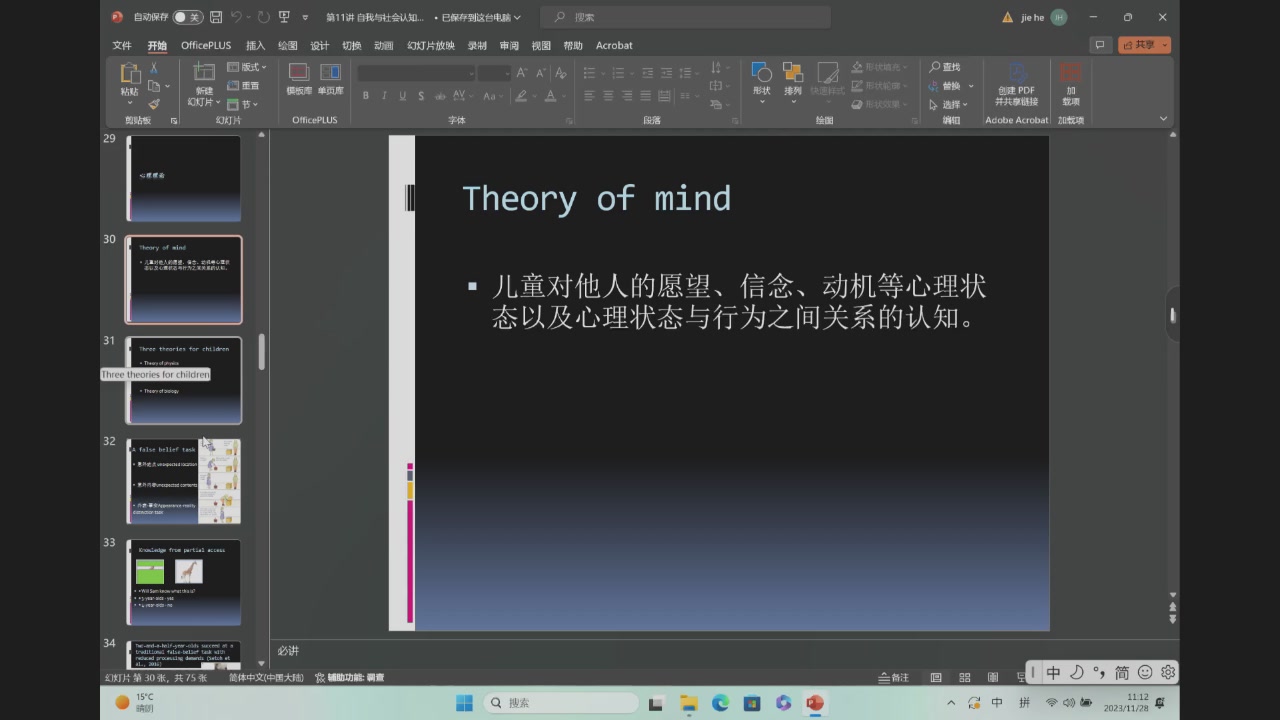 自动保存
关
第11讲 自我与社会认知... • 已保存到这台电脑
搜索
jie he
JH
文件
开始
OfficePLUS
插入
绘图
设计
切换
动画
幻灯片放映
录制
审阅
视图
帮助
Acrobat
共享
粘贴
剪贴板
新建
幻灯片
版式
重置
节
幻灯片
模板库
单页库
OfficePLUS
字体
段落
形状
排列
快速样式
形状填充
形状轮廓
形状效果
绘图
查找
替换
选择
编辑
创建 PDF
并共享链接
Adobe Acrobat
加
载项
加载项
29
心理理论
30
Theory of mind
儿童对他人的愿望、信念、动机等心理状
态以及心理状态与行为之间关系的认知。
31
Three theories for children
Theory of physics
Three theories for children
Theory of biology
32
A false belief task
意外地点unexpected location
意外内容unexpected contents
外表-事实Appearance-reality
distinction task
33
Knowledge from partial access
Will Sam know what this is?
3 year-olds - yes
4 year-olds - no
34
Two-and-a-half-year-olds succeed at a
traditional false-belief task with
reduced processing demands (Setoh et
al., 2016)
Theory of mind
儿童对他人的愿望、信念、动机等心理状
态以及心理状态与行为之间关系的认知。
必讲
幻灯片 第 30 张，共 75 张
简体中文(中国大陆)
辅助功能: 调查
备注
中
简
15°C
晴朗
搜索
中
拼
11:12
2023/11/28